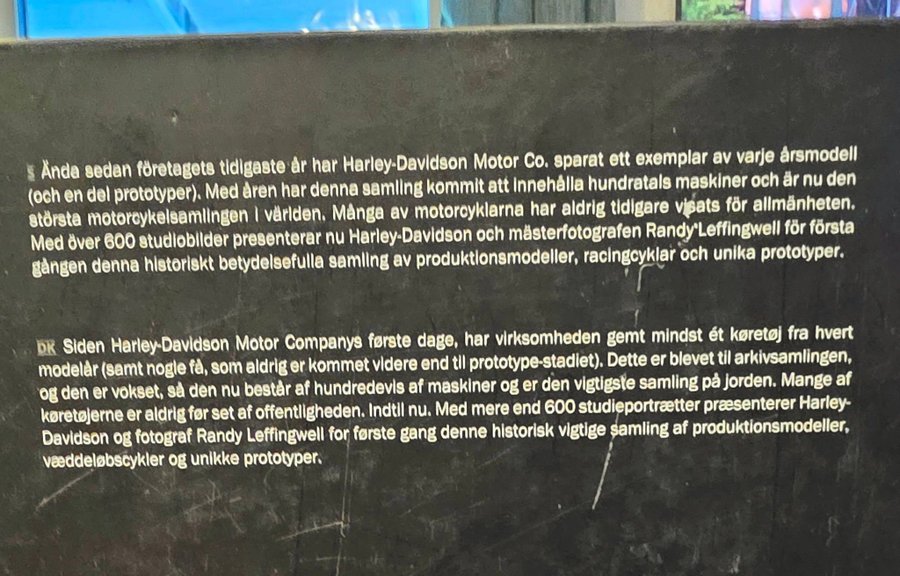 S Ända sedan företagets tidigaste år har Harley-Davidson Motor Co. sparat ett exemplar av varje årsmodell
(och en del prototyper). Med åren har denna samling kommit att innehålla hundratals maskiner och är nu den
största motorcykelsamlingen i världen. Många av motorcyklarna har aldrig tidigare visats för allmänheten.
Med över 600 studiobilder presenterar nu Harley-Davidson och mästerfotografen Randy Leffingwell för första
gången denna historiskt betydelsefulla samling av produktionsmodeller, racingcyklar och unika prototyper.
DK Siden Harley-Davidson Motor Companys første dage, har virksomheden gemt mindst ét køretøj fra hvert
modelår (samt nogle få, som aldrig er kommet videre end til prototype-stadiet). Dette er blevet til arkivsamlingen,
og den er vokset, så den nu består af hundredevis af maskiner og er den vigtigste samling på jorden. Mange af
køretøjerne er aldrig før set af offentligheden. Indtil nu. Med mere end 600 studieportrætter præsenterer Harley-
Davidson og fotograf Randy Leffingwell for første gang denne historisk vigtige samling af produktionsmodeller,
væddeløbscykler og unikke prototyper.